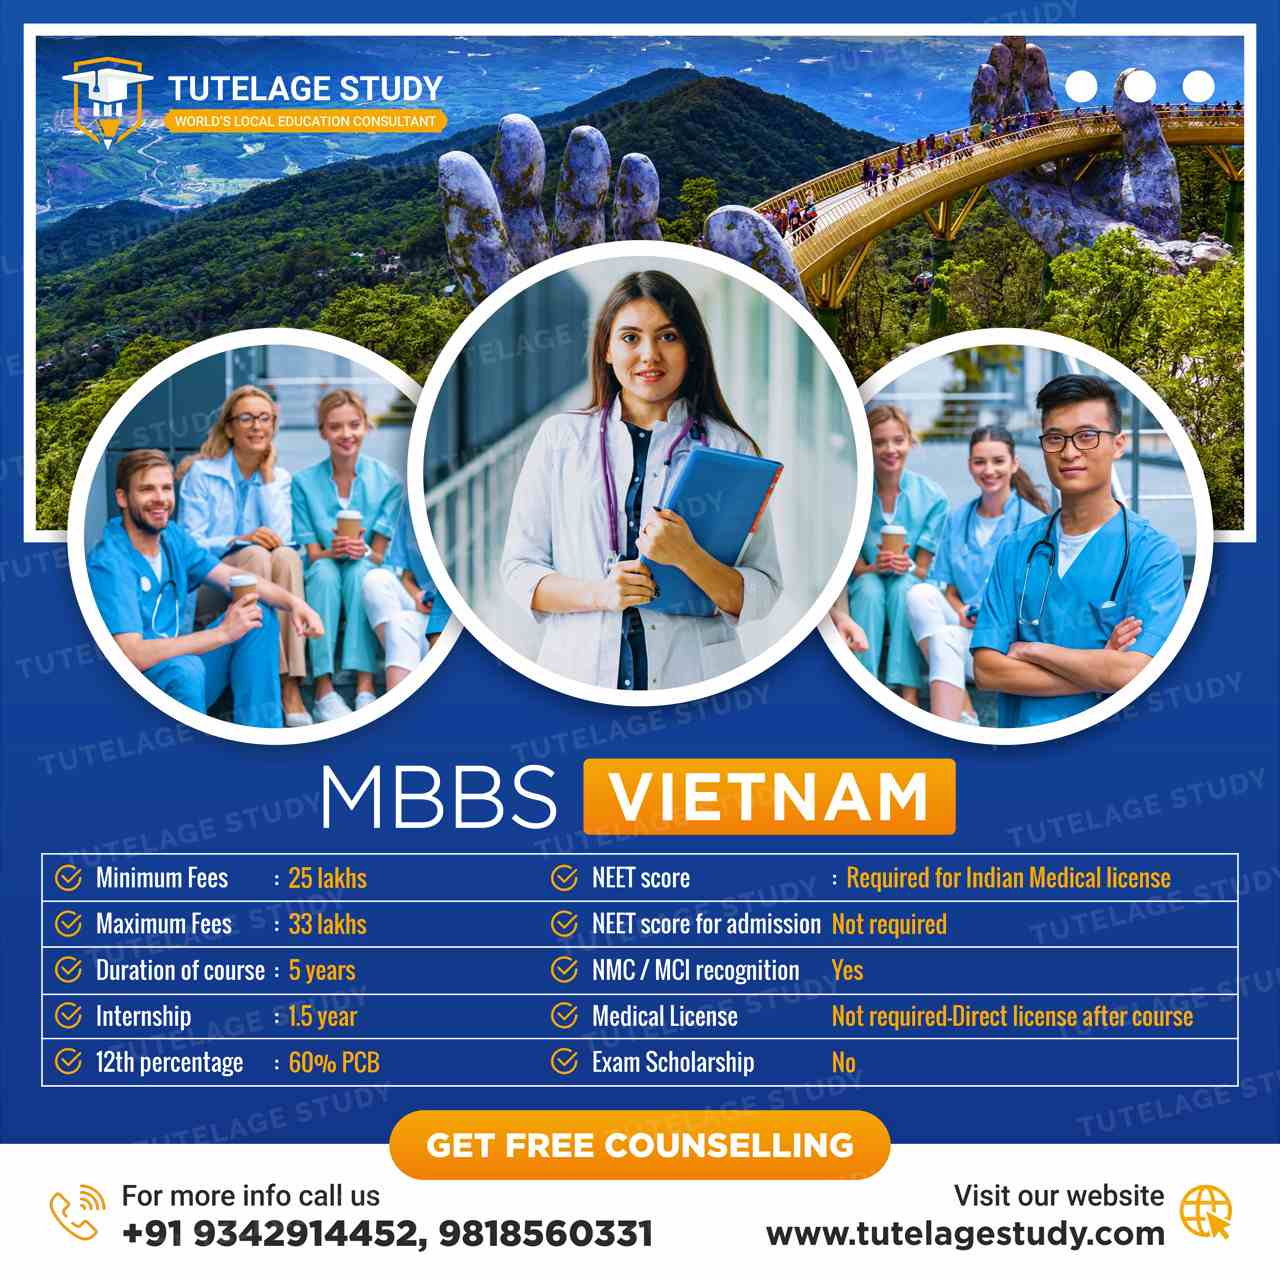 TUTELAGE STUDY
WORLD'S LOCAL EDUCATION CONSULTANT
MBBS VIETNAM
Minimum Fees : 25 lakhs
NEET score : Required for Indian Medical license
Maximum Fees : 33 lakhs
NEET score for admission Not required
Duration of course : 5 years
NMC / MCI recognition Yes
Internship : 1.5 year
Medical License Not required-Direct license after course
12th percentage : 60% PCB
Exam Scholarship No
GET FREE COUNSELLING
For more info call us
+91 9342914452, 9818560331
Visit our website
www.tutelagestudy.com